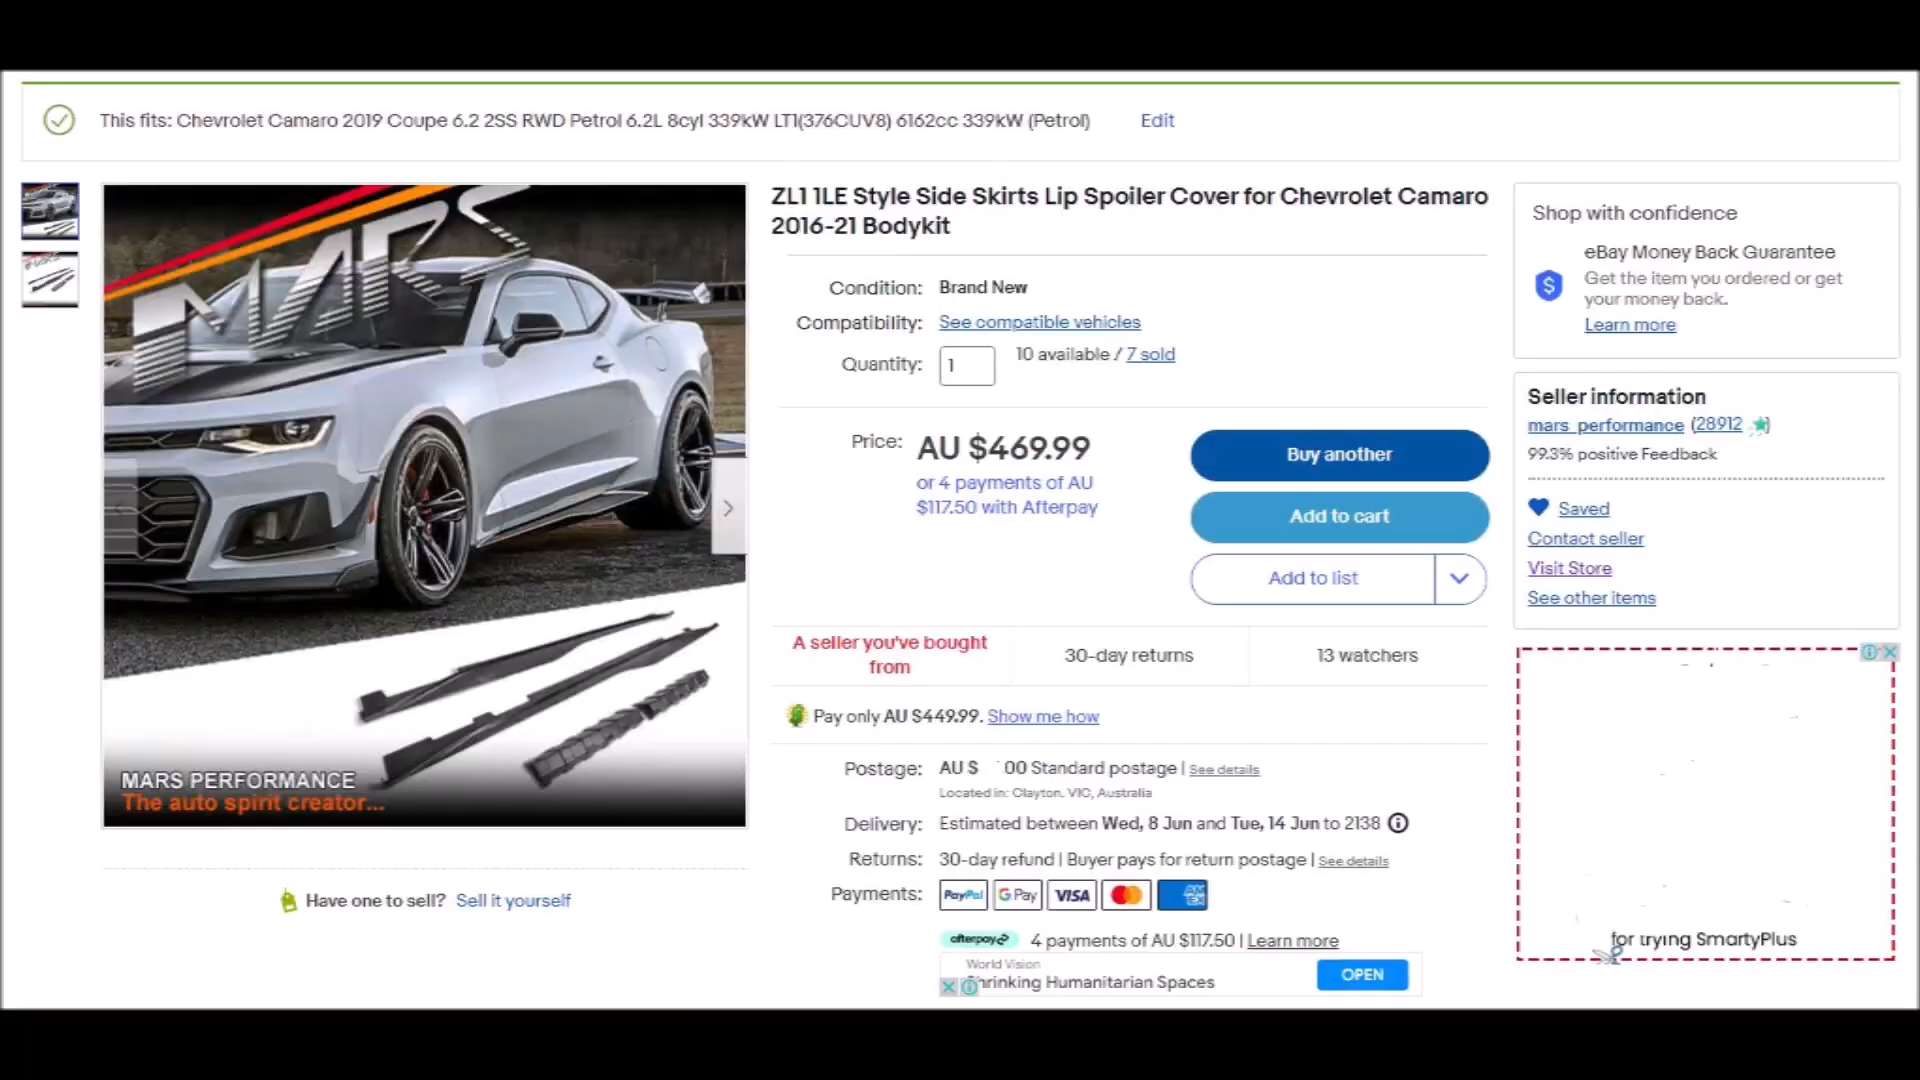 This fits: Chevrolet Camaro 2019 Coupe 6.2 2SS RWD Petrol 6.2L 8cyl 339kW LT1(376CUV8) 6162cc 339kW (Petrol) Edit
MARS
MARS PERFORMANCE
The auto spirit creator...
Have one to sell? Sell it yourself
ZL1 1LE Style Side Skirts Lip Spoiler Cover for Chevrolet Camaro
2016-21 Bodykit
Condition: Brand New
Compatibility: See compatible vehicles
Quantity: 1 10 available / 7 sold
Price: AU $469.99
or 4 payments of AU
$117.50 with Afterpay
Buy another
Add to cart
Add to list
A seller you've bought
from
30-day returns
13 watchers
Pay only AU $449.99. Show me how
Postage: AU $ 00 Standard postage | See details
Located in: Clayton, VIC, Australia
Delivery: Estimated between Wed, 8 Jun and Tue, 14 Jun to 2138
Returns: 30-day refund | Buyer pays for return postage | See details
Payments: PayPal G Pay VISA AMEX
afterpay 4 payments of AU $117.50 | Learn more
World Vision
Shrinking Humanitarian Spaces
OPEN
Shop with confidence
eBay Money Back Guarantee
Get the item you ordered or get
your money back.
Learn more
Seller information
mars_performance (28912)
99.3% positive Feedback
Saved
Contact seller
Visit Store
See other items
for trying SmartyPlus